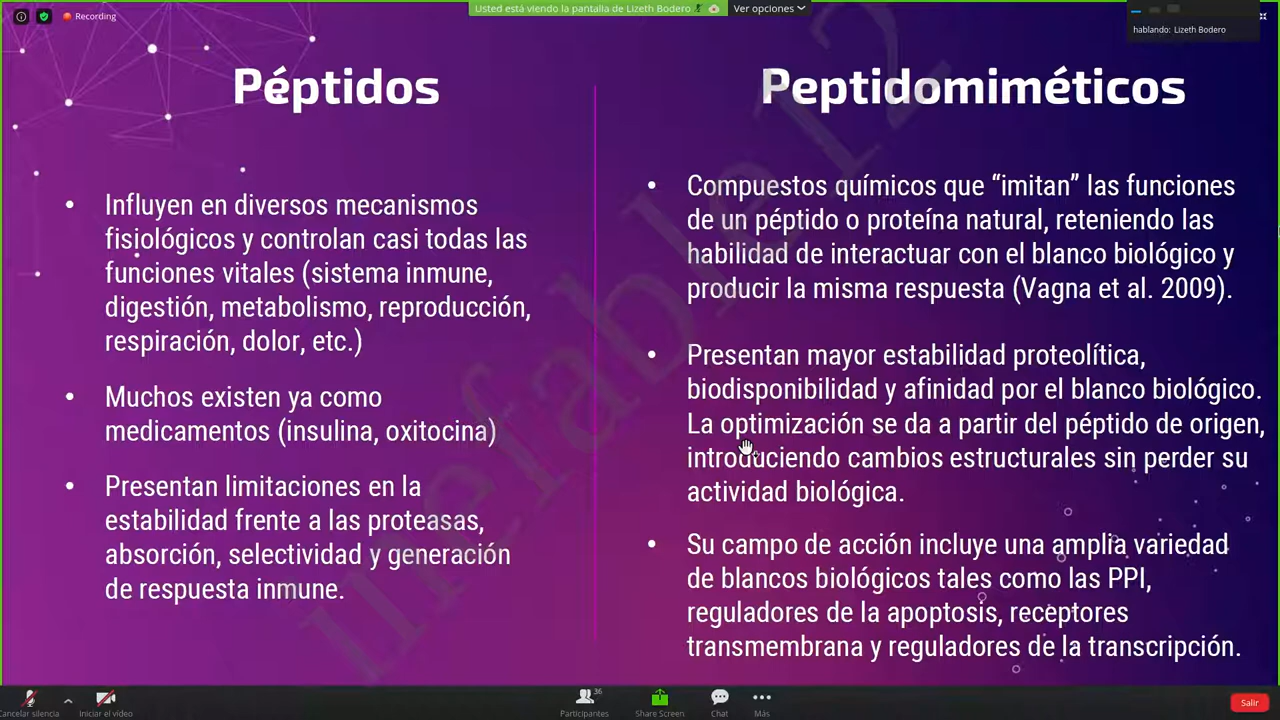 Recording
Usted está viendo la pantalla de Lizeth Bodero
Ver opciones
hablando: Lizeth Bodero
Péptidos
• Influyen en diversos mecanismos
fisiológicos y controlan casi todas las
funciones vitales (sistema inmune,
digestión, metabolismo, reproducción,
respiración, dolor, etc.)
• Muchos existen ya como
medicamentos (insulina, oxitocina)
• Presentan limitaciones en la
estabilidad frente a las proteasas,
absorción, selectividad y generación
de respuesta inmune.
Peptidomiméticos
• Compuestos químicos que “imitan” las funciones
de un péptido o proteína natural, reteniendo las
habilidad de interactuar con el blanco biológico y
producir la misma respuesta (Vagna et al. 2009).
• Presentan mayor estabilidad proteolítica,
biodisponibilidad y afinidad por el blanco biológico.
La optimización se da a partir del péptido de origen,
introduciendo cambios estructurales sin perder su
actividad biológica.
• Su campo de acción incluye una amplia variedad
de blancos biológicos tales como las PPI,
reguladores de la apoptosis, receptores
transmembrana y reguladores de la transcripción.
inefable12
Cancelar silencia
Iniciar el vídeo
36
Participantes
Share Screen
Chat
Más
Salir